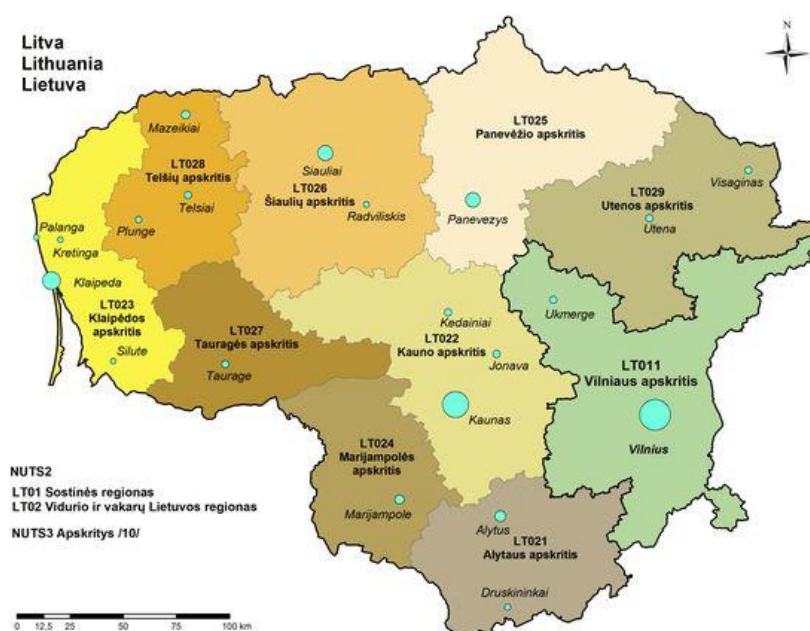 Litva
Lithuania
Lietuva
N
Mazeikiai
LT028
Telšių apskritis
Telsiai
Plunge
Siauliai
LT026
Šiaulių apskritis
Radviliskis
LT025
Panevėžio apskritis
Panevezys
Visaginas
LT029
Utenos apskritis
Utena
Palanga
Kretinga
Klaipeda
LT023
Klaipėdos
apskritis
Silute
LT027
Tauragės apskritis
Taurage
Kedainiai
LT022
Kauno apskritis
Jonava
Kaunas
Ukmerge
LT011
Vilniaus apskritis
Vilnius
LT024
Marijampolės
apskritis
Marijampole
Alytus
LT021
Alytaus apskritis
Druskininkai
NUTS2
LT01 Sostinės regionas
LT02 Vidurio ir vakarų Lietuvos regionas
NUTS3 Apskritys /10/
0 12,5 25 50 75 100 km